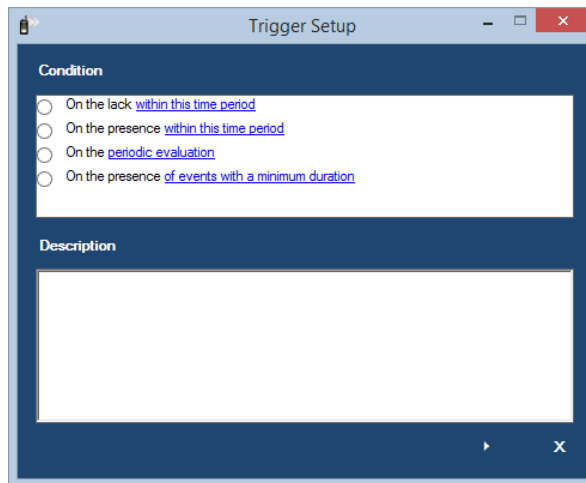 Trigger Setup
Condition
On the lack within this time period
On the presence within this time period
On the periodic evaluation
On the presence of events with a minimum duration
Description
X